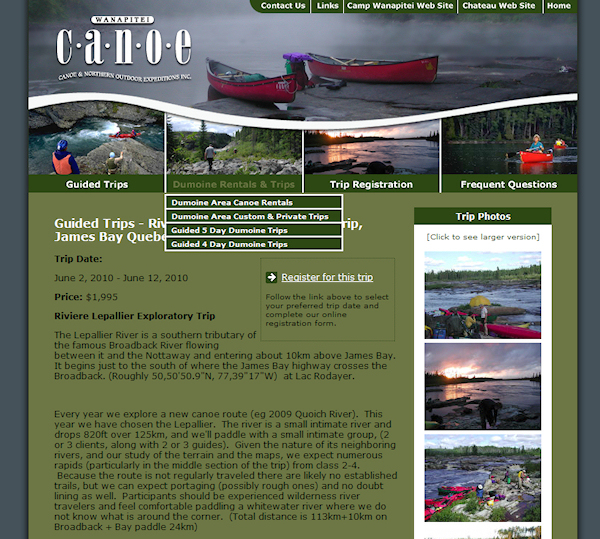 Contact Us | Links | Camp Wanapitei Web Site | Chateau Web Site | Home
WANAPITEI
c·a·n·o·e
CANOE & NORTHERN OUTDOOR EXPEDITIONS INC.
Guided Trips
Dumoine Rentals & Trips
Trip Registration
Frequent Questions
Dumoine Area Canoe Rentals
Dumoine Area Custom & Private Trips
Guided 5 Day Dumoine Trips
Guided 4 Day Dumoine Trips
Guided Trips - Trip,
James Bay
Trip Date:
June 2, 2010 - June 12, 2010
Price: $1,995
Register for this trip
Follow the link above to select
your preferred trip date and
complete our online
registration form.
Riviere Lepallier Exploratory Trip
The Lepallier River is a southern tributary of
the famous Broadback River flowing
between it and the Nottaway and entering about 10km above James Bay.
It begins just to the south of where the James Bay highway crosses the
Broadback. (Roughly 50,50'50.9"N, 77,39"17"W) at Lac Rodayer.
Every year we explore a new canoe route (eg 2009 Quoich River). This
year we have chosen the Lepallier. The river is a small intimate river and
drops 820ft over 125km, and we'll paddle with a small intimate group, (2
or 3 clients, along with 2 or 3 guides). Given the nature of its neighboring
rivers, and our study of the terrain and the maps, we expect numerous
rapids (particularly in the middle section of the trip) from class 2-4.
Because the route is not regularly traveled there are likely no established
trails, but we can expect portaging (possibly rough ones) and no doubt
lining as well. Participants should be experienced wilderness river
travelers and feel comfortable paddling a whitewater river where we do
not know what is around the corner. (Total distance is 113km+10km on
Broadback + Bay paddle 24km)
Trip Photos
[Click to see larger version]